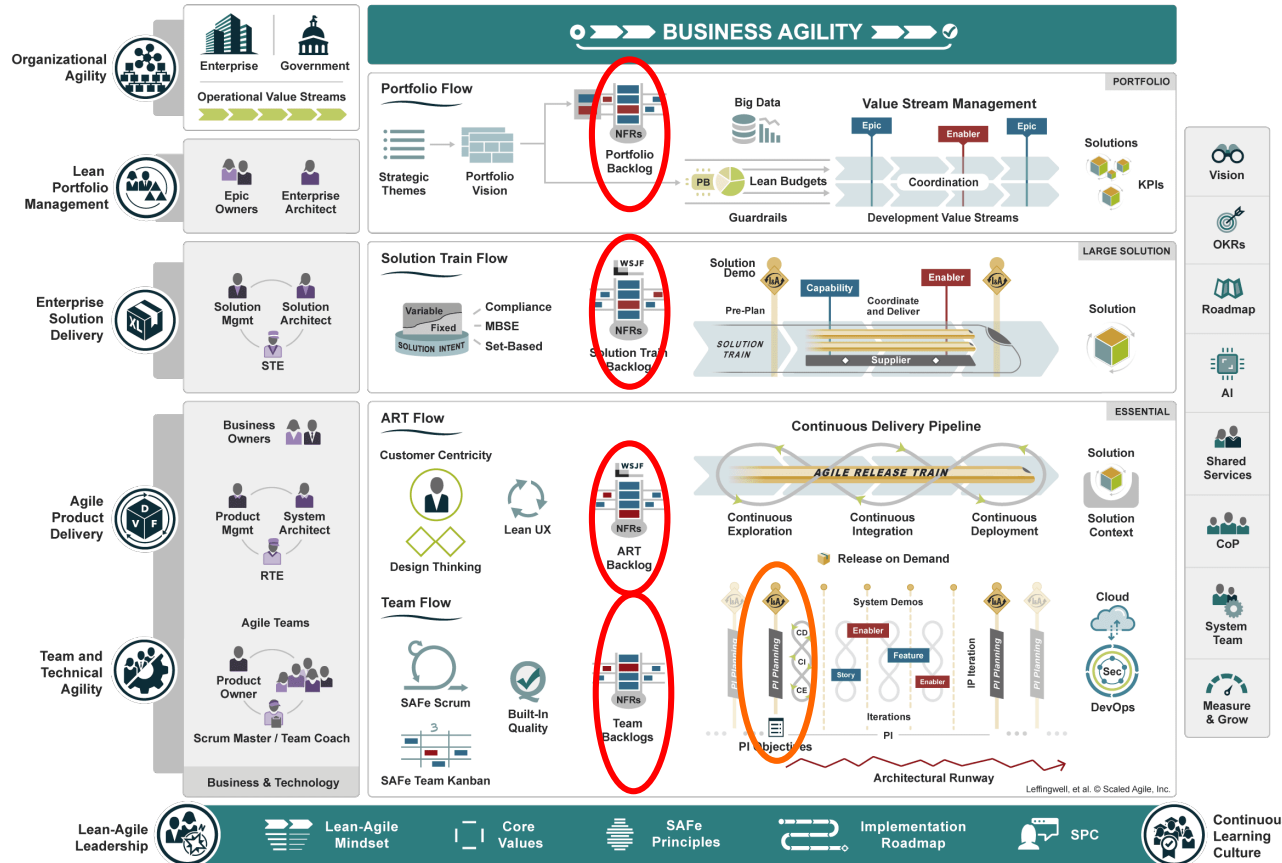 BUSINESS AGILITY
Organizational
Agility
Enterprise
Government
Operational Value Streams
Portfolio Flow
PORTFOLIO
Strategic
Themes
Portfolio
Vision
NFRs
Portfolio
Backlog
Big Data
PB
Lean Budgets
Guardrails
Value Stream Management
Epic
Enabler
Epic
Coordination
Development Value Streams
Solutions
KPIs
Lean
Portfolio
Management
Epic
Owners
Enterprise
Architect
Enterprise
Solution
Delivery
XL
Solution
Mgmt
Solution
Architect
STE
Solution Train Flow
LARGE SOLUTION
Variable
Fixed
SOLUTION INTENT
Compliance
MBSE
Set-Based
WSJF
NFRs
Solution Train
Backlog
Solution
Demo
I&A
Pre-Plan
Capability
Coordinate
and Deliver
Enabler
I&A
SOLUTION
TRAIN
Supplier
Solution
Agile
Product
Delivery
D
V
F
Business
Owners
Product
Mgmt
System
Architect
RTE
ART Flow
ESSENTIAL
Customer Centricity
Lean UX
Design Thinking
WSJF
NFRs
ART
Backlog
Continuous Delivery Pipeline
AGILE RELEASE TRAIN
Continuous
Exploration
Continuous
Integration
Continuous
Deployment
Solution
Solution
Context
Release on Demand
Team and
Technical
Agility
Agile Teams
Product
Owner
Scrum Master / Team Coach
Business & Technology
Team Flow
SAFe Scrum
Built-In
Quality
3
SAFe Team Kanban
NFRs
Team
Backlogs
I&A
I&A
System Demos
I&A
I&A
PI Planning
PI Planning
CD
CI
CE
Enabler
Story
Feature
Enabler
IP Iteration
PI Planning
PI Planning
Iterations
PI
PI Objectives
Architectural Runway
Cloud
Sec
DevOps
Leffingwell, et al. © Scaled Agile, Inc.
Vision
OKRs
Roadmap
AI
Shared
Services
CoP
System
Team
Measure
& Grow
Lean-Agile
Leadership
N
Lean-Agile
Mindset
Core
Values
SAFe
Principles
Implementation
Roadmap
SPC
Continuou
Learning
Culture